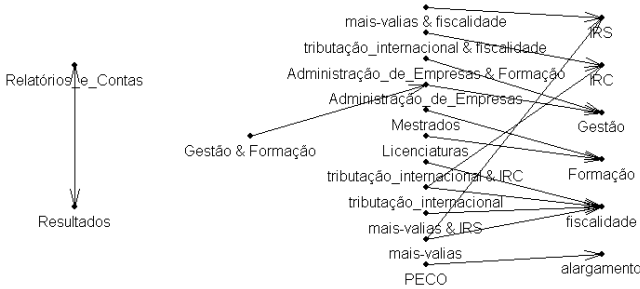 mais-valias & fiscalidade
IRS
tributação_internacional & fiscalidade
Administração_de_Empresas & Formação
IRC
Relatórios_e_Contas
Administração_de_Empresas
Mestrados
Gestão
Gestão & Formação
Licenciaturas
tributação_internacional & IRC
Formação
tributação_internacional
Resultados
mais-valias & IRS
fiscalidade
mais-valias
alargamento
PECO